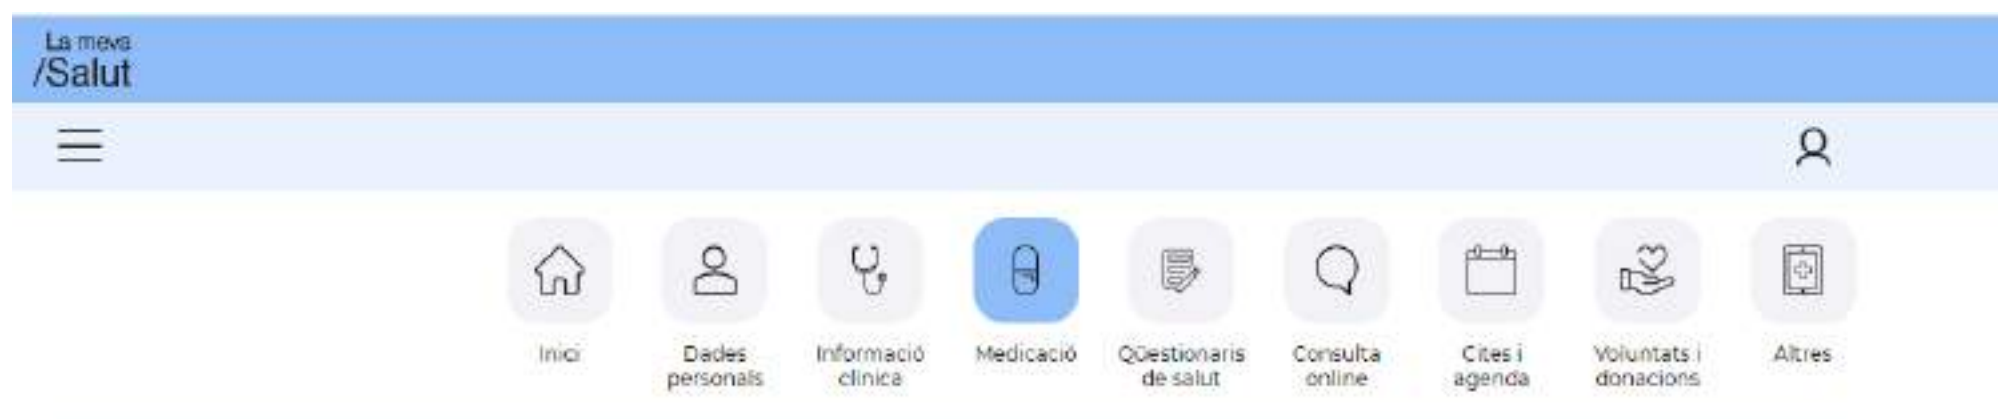 La meva
/Salut
Inici
Dades
personals
Informació
clínica
Medicació
Qüestionaris
de salut
Consulta
online
Cites i
agenda
Voluntats i
donacions
Altres